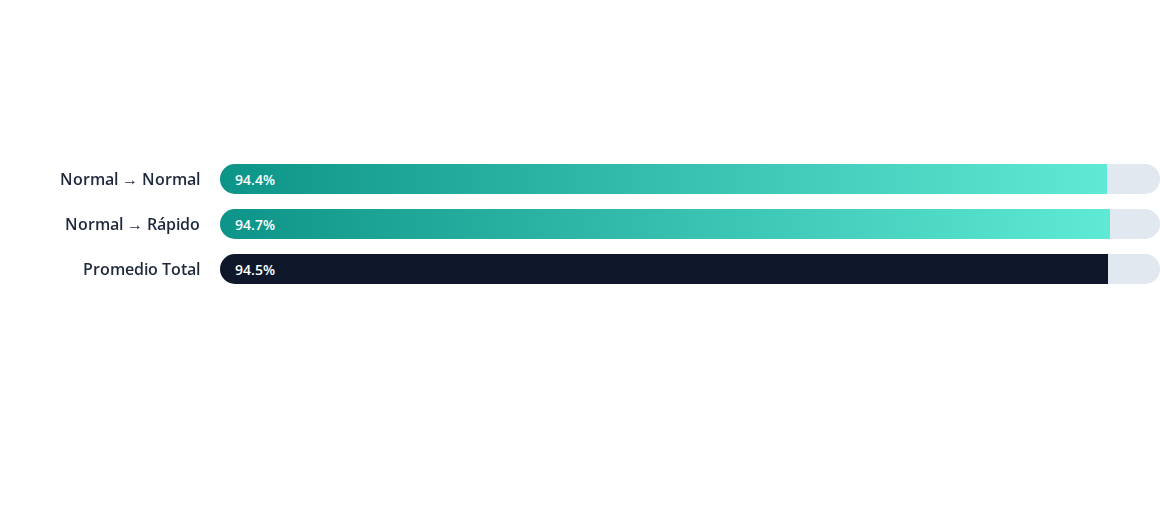 Normal → Normal 94.4%
Normal → Rápido 94.7%
Promedio Total 94.5%